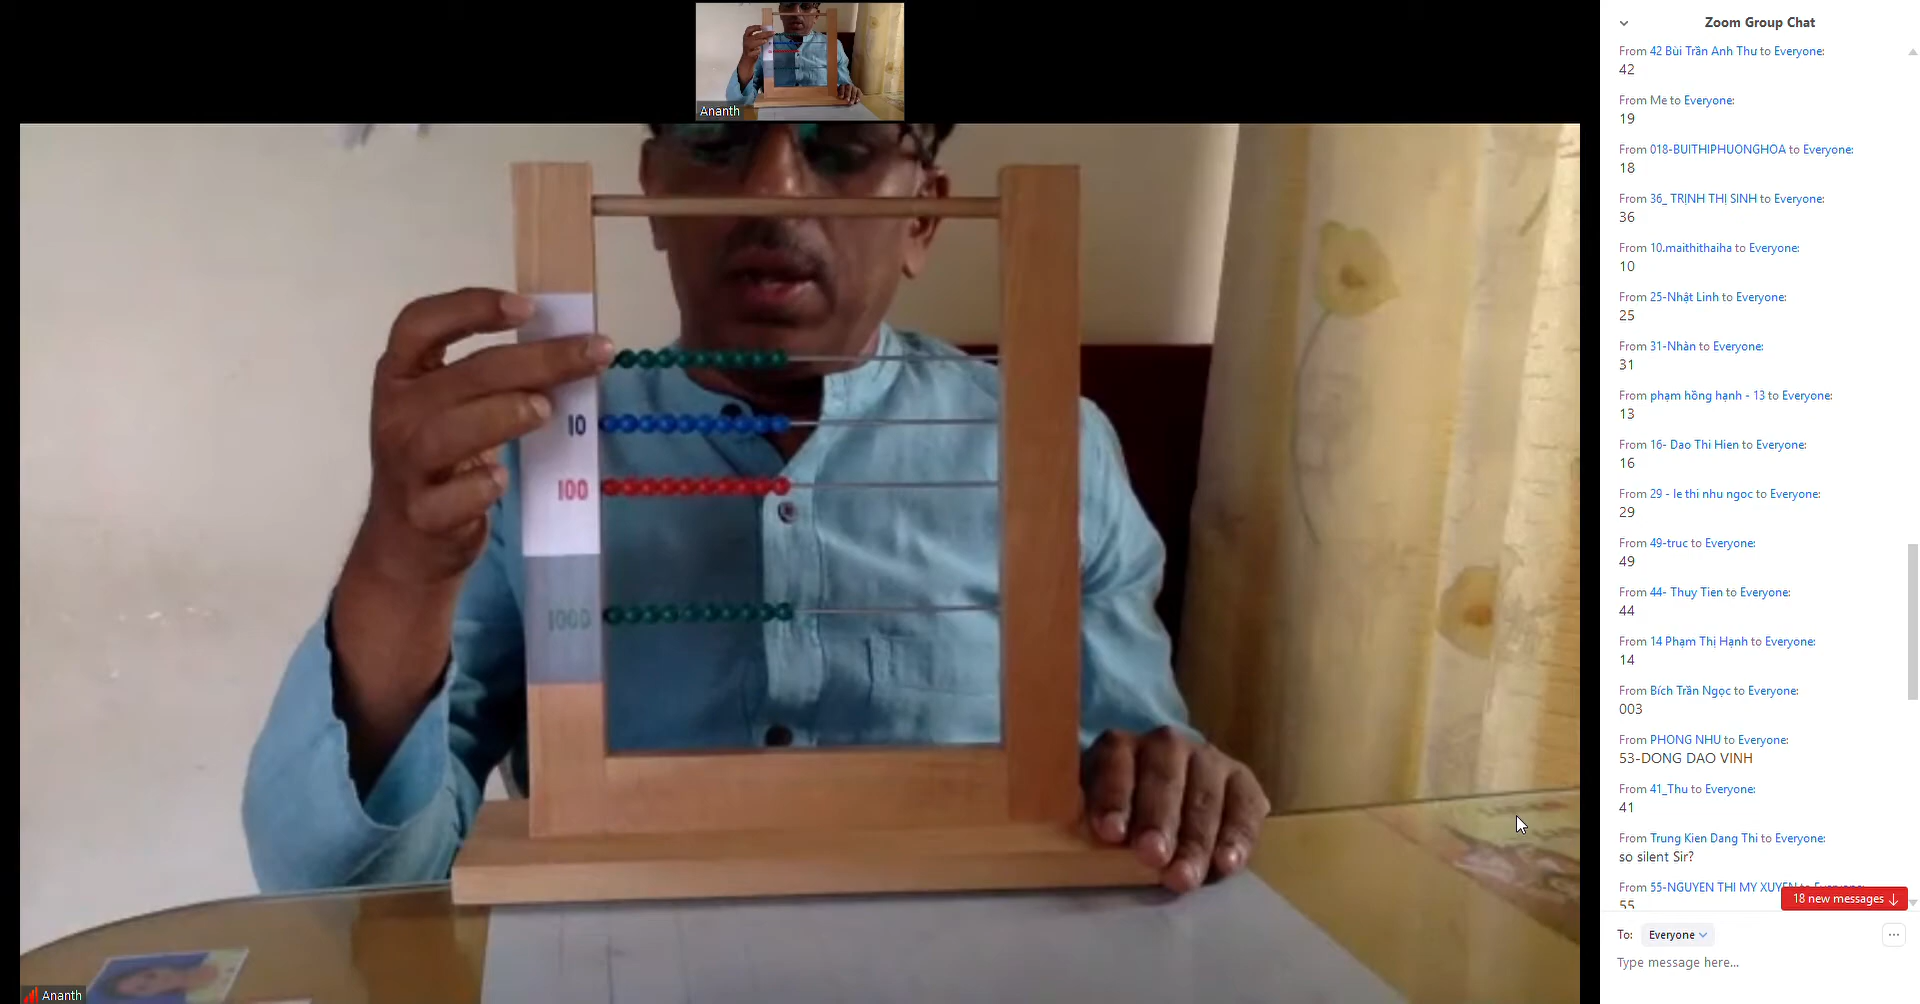 Ananth
10
100
1000
Ananth
Zoom Group Chat
From 42 Bùi Trần Anh Thu to Everyone:
42
From Me to Everyone:
19
From 018-BUITHIPHUONGHOA to Everyone:
18
From 36_ TRỊNH THỊ SINH to Everyone:
36
From 10.maithithaiha to Everyone:
10
From 25-Nhật Linh to Everyone:
25
From 31-Nhàn to Everyone:
31
From phạm hồng hạnh - 13 to Everyone:
13
From 16- Dao Thi Hien to Everyone:
16
From 29 - le thi nhu ngoc to Everyone:
29
From 49-truc to Everyone:
49
From 44- Thuy Tien to Everyone:
44
From 14 Phạm Thị Hạnh to Everyone:
14
From Bích Trần Ngọc to Everyone:
003
From PHONG NHU to Everyone:
53-DONG DAO VINH
From 41_Thu to Everyone:
41
From Trung Kien Dang Thi to Everyone:
so silent Sir?
From 55-NGUYEN THI MY XUYEN to Everyone:
55
18 new messages
To: Everyone
Type message here...